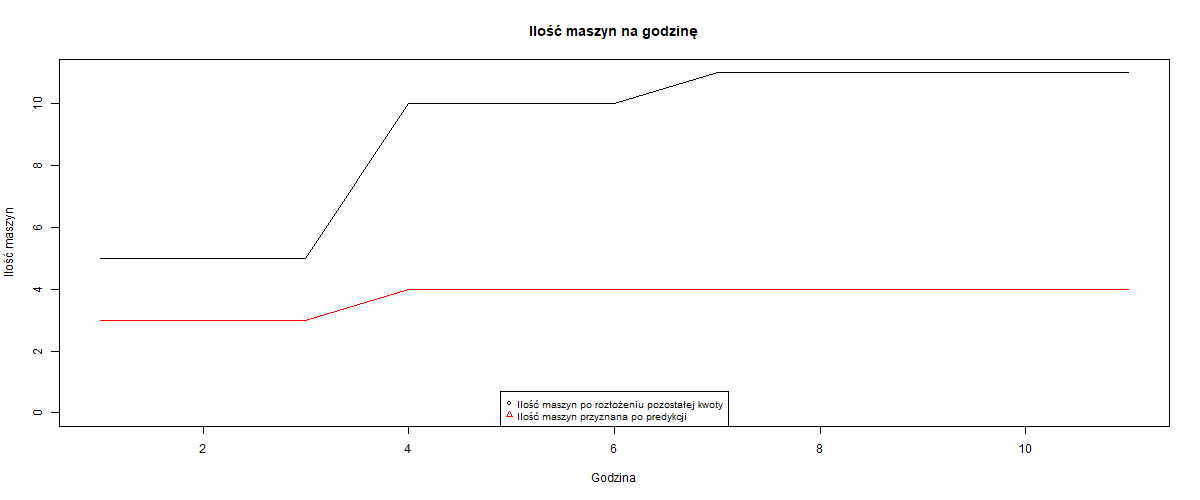 Ilość maszyn na godzinę
Ilość maszyn
10
8
6
4
2
0
Ilość maszyn po rozłożeniu pozostałej kwoty
Ilość maszyn przyznana po predykcji
2 4 6 8 10
Godzina